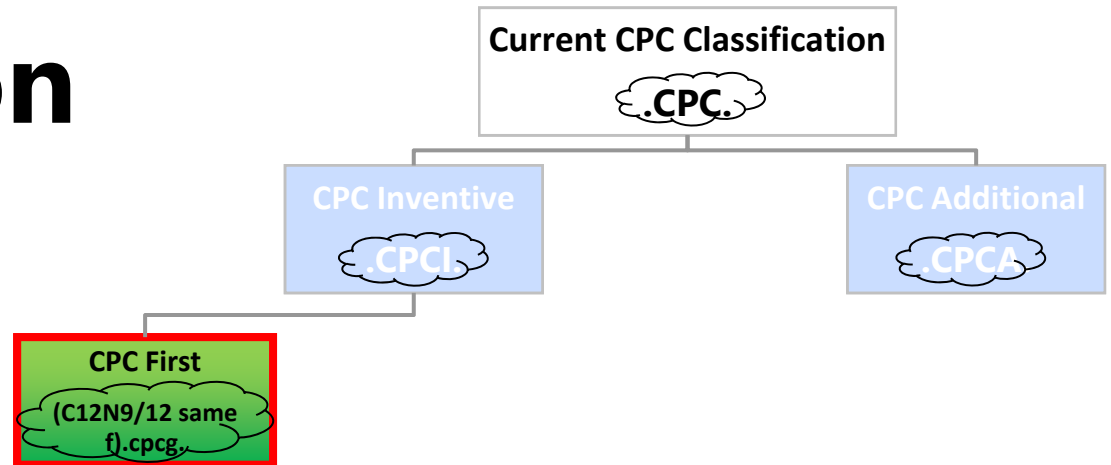 on
Current CPC Classification
.CPC.
CPC Inventive
.CPCI.
CPC Additional
.CPCA
CPC First
(C12N9/12 same
f).cpcg.